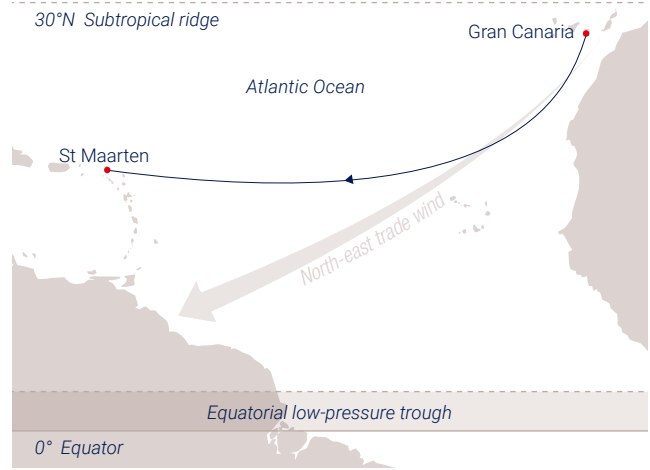 30°N Subtropical ridge
Gran Canaria
Atlantic Ocean
St Maarten
North-east trade wind
Equatorial low-pressure trough
0° Equator